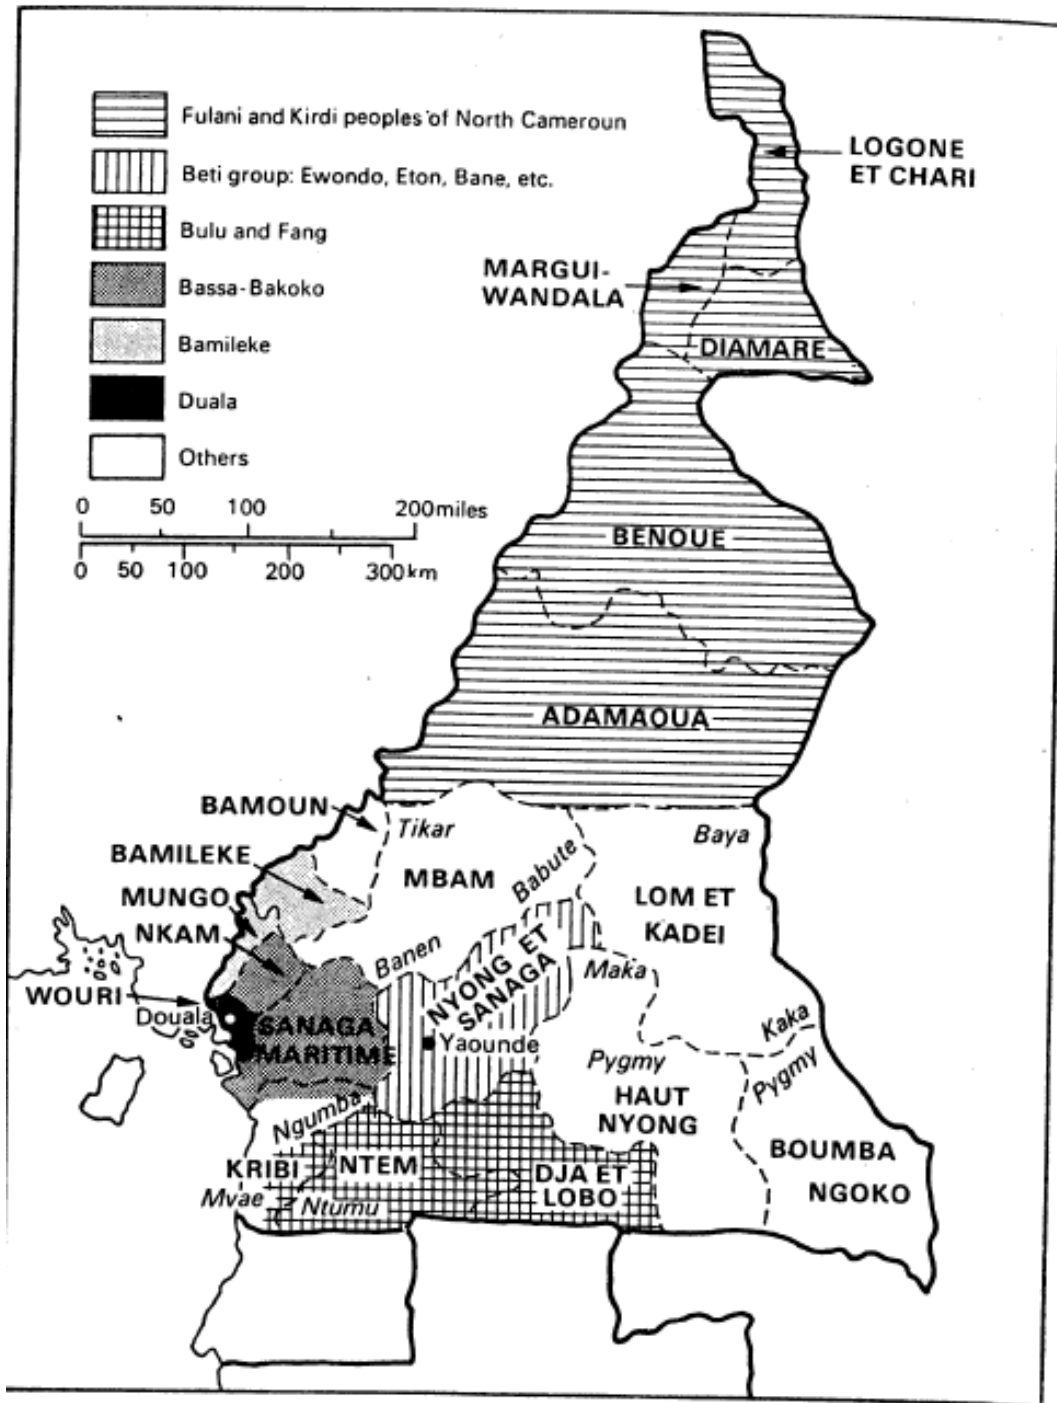 Fulani and Kirdi peoples of North Cameroun
Beti group: Ewondo, Eton, Bane, etc.
Bulu and Fang
Bassa-Bakoko
Bamileke
Duala
Others
0 50 100 200 miles
0 50 100 200 300 km
LOGONE
ET CHARI
MARGUI-
WANDALA
DIAMARE
BENOUE
ADAMAOUA
BAMOUN
Tikar
Baya
BAMILEKE
MBAM
Babute
MUNGO
LOM ET
KADEI
NKAM
Banen
NYONG ET
SANAGA
Maka
WOURI
Douala
SANAGA
MARITIME
Yaounde
Kaka
Pygmy
Pygmy
HAUT
NYONG
Ngumba
BOUMBA
NGOKO
KRIBI
NTEM
DJA ET
LOBO
Mvae
Ntumu